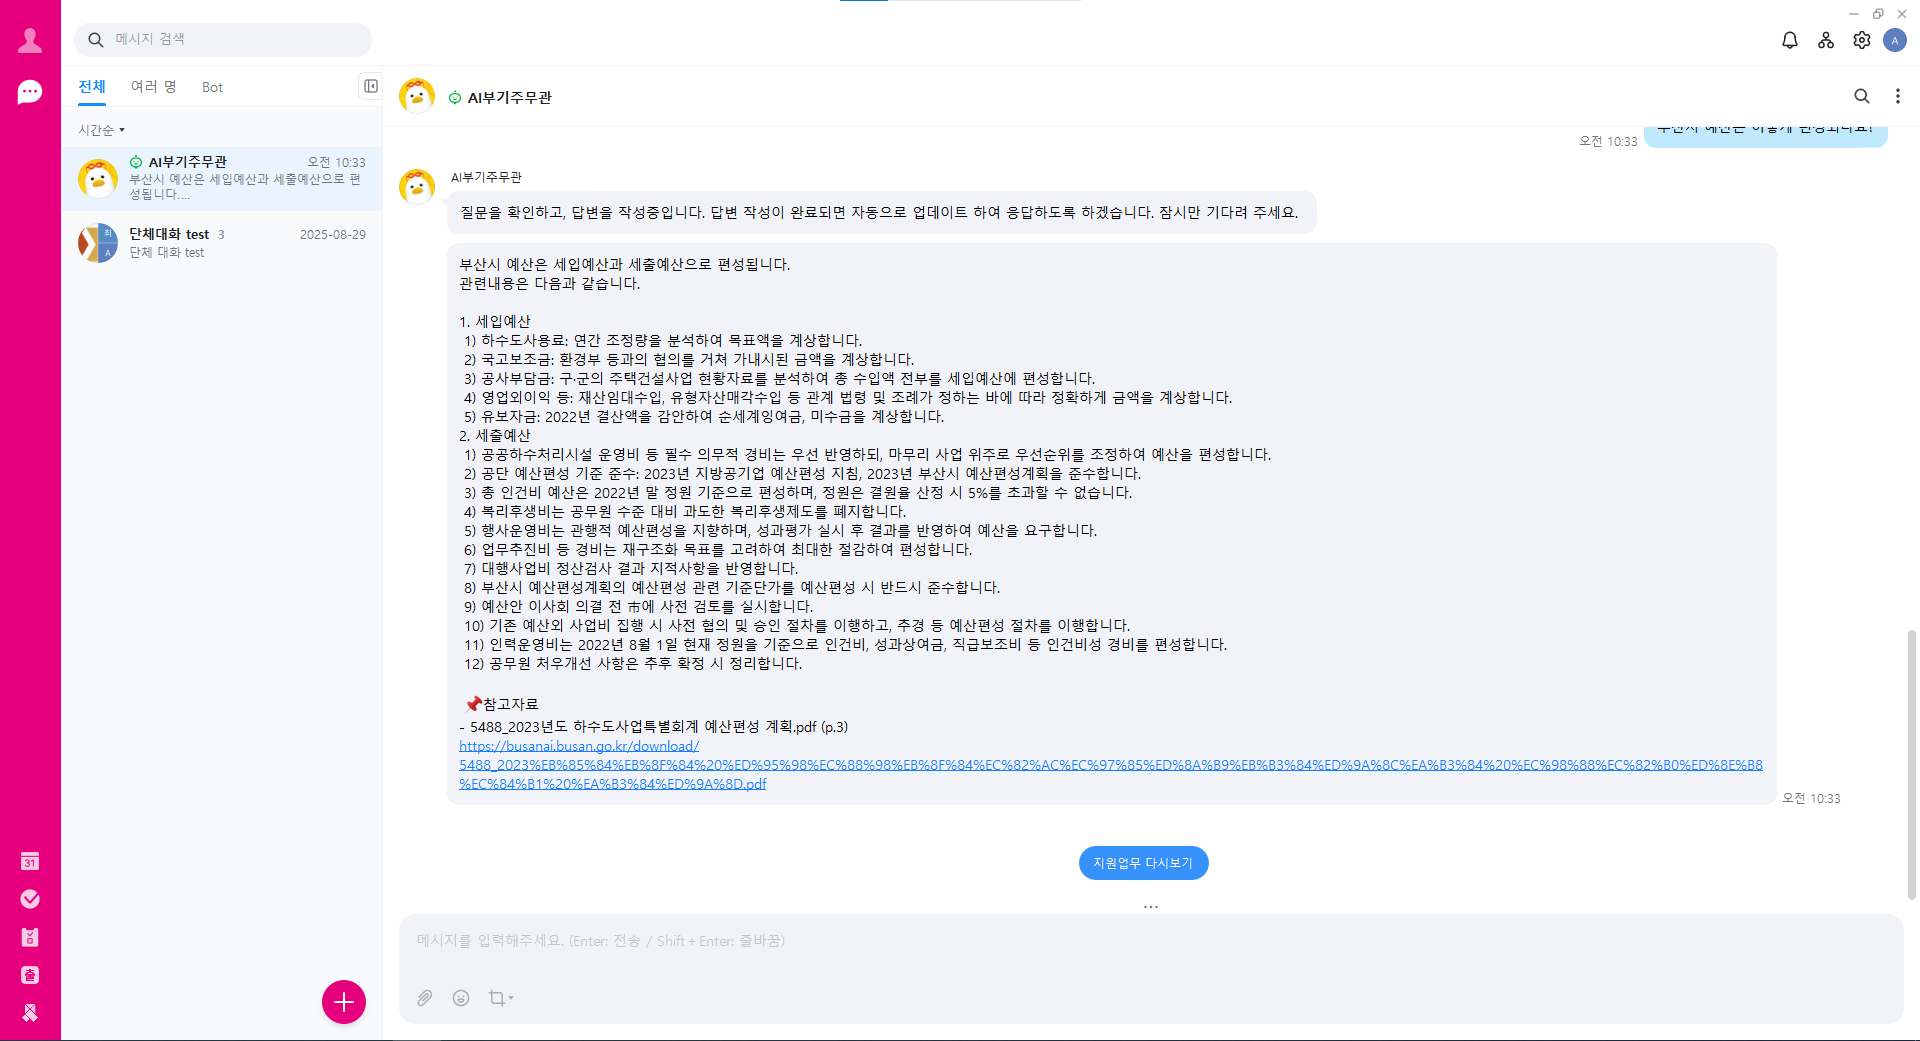 메시지 검색
A
전체
여러 명
Bot
시간순
AI부기주무관
오전 10:33
부산시 예산은 세입예산과 세출예산으로 편
성됩니다....
최
A
단체대화 test 3
2025-08-29
단체 대화 test
31
출
AI부기주무관
부산시 예산은 어떻게 편성되나요?
오전 10:33
AI부기주무관
질문을 확인하고, 답변을 작성중입니다. 답변 작성이 완료되면 자동으로 업데이트 하여 응답하도록 하겠습니다. 잠시만 기다려 주세요.
부산시 예산은 세입예산과 세출예산으로 편성됩니다.
관련내용은 다음과 같습니다.
1. 세입예산
1) 하수도사용료: 연간 조정량을 분석하여 목표액을 계상합니다.
2) 국고보조금: 환경부 등과의 협의를 거쳐 가내시된 금액을 계상합니다.
3) 공사부담금: 구·군의 주택건설사업 현황자료를 분석하여 총 수입액 전부를 세입예산에 편성합니다.
4) 영업외이익 등: 재산임대수입, 유형자산매각수입 등 관계 법령 및 조례가 정하는 바에 따라 정확하게 금액을 계상합니다.
5) 유보자금: 2022년 결산액을 감안하여 순세계잉여금, 미수금을 계상합니다.
2. 세출예산
1) 공공하수처리시설 운영비 등 필수 의무적 경비는 우선 반영하되, 마무리 사업 위주로 우선순위를 조정하여 예산을 편성합니다.
2) 공단 예산편성 기준 준수: 2023년 지방공기업 예산편성 지침, 2023년 부산시 예산편성계획을 준수합니다.
3) 총 인건비 예산은 2022년 말 정원 기준으로 편성하며, 정원은 결원율 산정 시 5%를 초과할 수 없습니다.
4) 복리후생비는 공무원 수준 대비 과도한 복리후생제도를 폐지합니다.
5) 행사운영비는 관행적 예산편성을 지향하며, 성과평가 실시 후 결과를 반영하여 예산을 요구합니다.
6) 업무추진비 등 경비는 재구조화 목표를 고려하여 최대한 절감하여 편성합니다.
7) 대행사업비 정산검사 결과 지적사항을 반영합니다.
8) 부산시 예산편성계획의 예산편성 관련 기준단가를 예산편성 시 반드시 준수합니다.
9) 예산안 이사회 의결 전 市에 사전 검토를 실시합니다.
10) 기존 예산외 사업비 집행 시 사전 협의 및 승인 절차를 이행하고, 추경 등 예산편성 절차를 이행합니다.
11) 인력운영비는 2022년 8월 1일 현재 정원을 기준으로 인건비, 성과상여금, 직급보조비 등 인건비성 경비를 편성합니다.
12) 공무원 처우개선 사항은 추후 확정 시 정리합니다.
📌참고자료
- 5488_2023년도 하수도사업특별회계 예산편성 계획.pdf (p.3)
https://busanai.busan.go.kr/download/
5488_2023%EB%85%84%EB%8F%84%20%ED%95%98%EC%88%98%EB%8F%84%EC%82%AC%EC%97%85%ED%8A%B9%EB%B3%84%ED%9A%8C%EA%B3%84%20%EC%98%88%EC%82%B0%ED%8E%B8
%EC%84%B1%20%EA%B3%84%ED%9A%8D.pdf
오전 10:33
지원업무 다시보기
...
메시지를 입력해주세요. (Enter: 전송 / Shift + Enter: 줄바꿈)